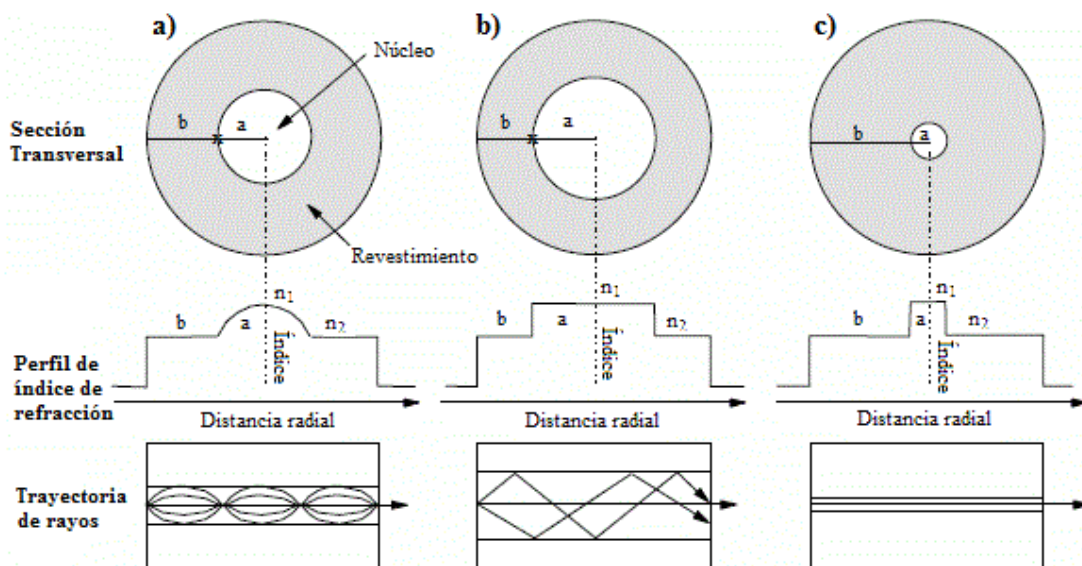 a)
b)
c)
Núcleo
b
a
b
a
b
a
Sección
Transversal
Revestimiento
n1
n1
n1
b
a
n2
b
a
n2
b
a
n2
Índice
Índice
Índice
Perfil de
índice de
refracción
Distancia radial
Distancia radial
Distancia radial
Trayectoria
de rayos